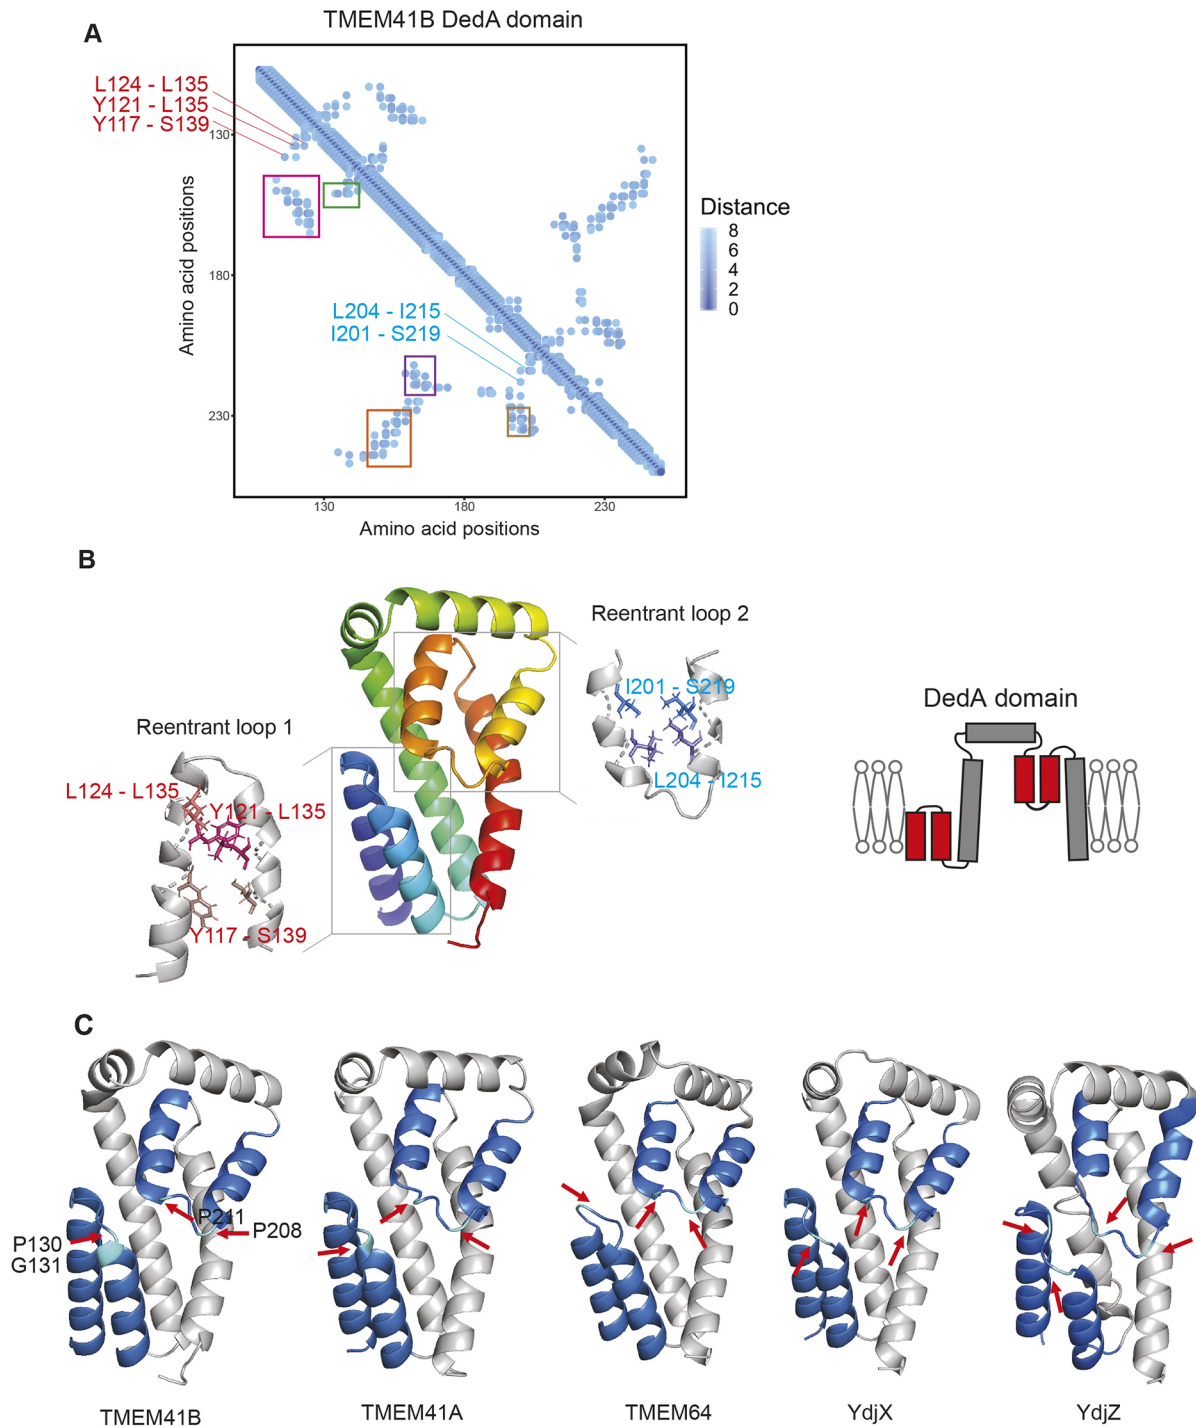 A
TMEM41B DedA domain
L124 - L135
Y121 - L135
Y117 - S139
130
180
230
Amino acid positions
L204 - I215
I201 - S219
Distance
8
6
4
2
0
130
180
230
Amino acid positions
B
Reentrant loop 1
L124 - L135
Y121 - L135
Y117 - S139
Reentrant loop 2
I201 - S219
L204 - I215
DedA domain
C
P130
G131
P211
P208
TMEM41B
TMEM41A
TMEM64
YdjX
YdjZ